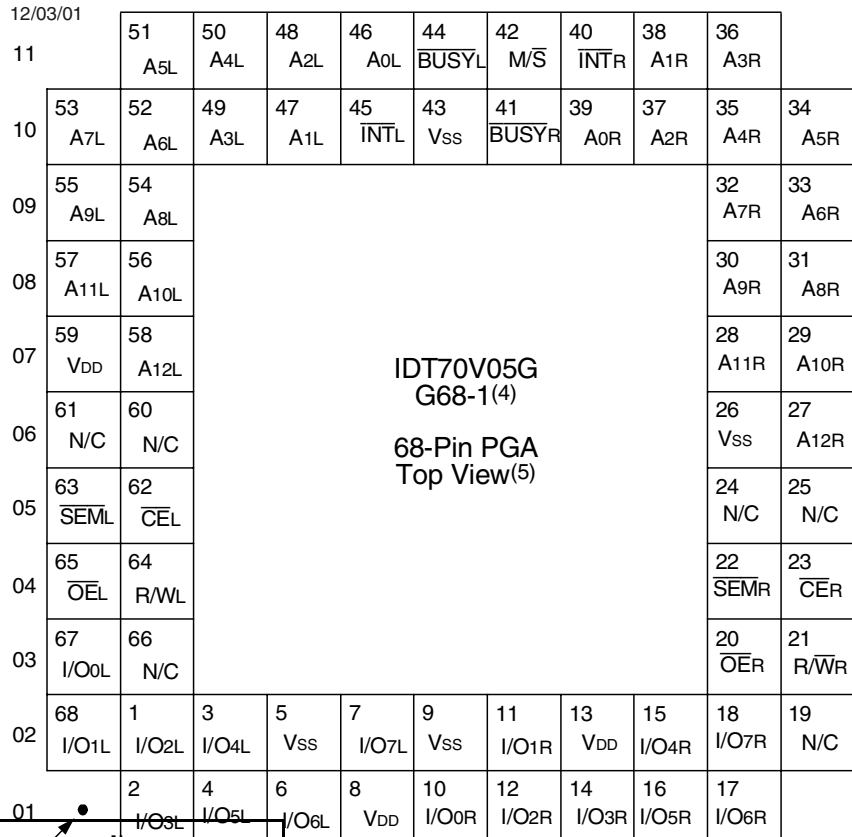 12/03/01
11 51 A5L 50 A4L 48 A2L 46 A0L 44 BUSYL 42 M/S 40 INTR 38 A1R 36 A3R
10 53 A7L 52 A6L 49 A3L 47 A1L 45 INTL 43 VSS 41 BUSYR 39 A0R 37 A2R 35 A4R 34 A5R
09 55 A9L 54 A8L 32 A7R 33 A6R
08 57 A11L 56 A10L 30 A9R 31 A8R
07 59 VDD 58 A12L 28 A11R 29 A10R
IDT70V05G
G68-1(4)
06 61 N/C 60 N/C 26 VSS 27 A12R
68-Pin PGA
Top View(5)
05 63 SEML 62 CEL 24 N/C 25 N/C
04 65 OEL 64 R/WL 22 SEMR 23 CER
03 67 I/O0L 66 N/C 20 OER 21 R/WR
02 68 I/O1L 1 I/O2L 3 I/O4L 5 VSS 7 I/O7L 9 VSS 11 I/O1R 13 VDD 15 I/O4R 18 I/O7R 19 N/C
01 2 I/O3L 4 I/O5L 6 I/O6L 8 VDD 10 I/O0R 12 I/O2R 14 I/O3R 16 I/O5R 17 I/O6R